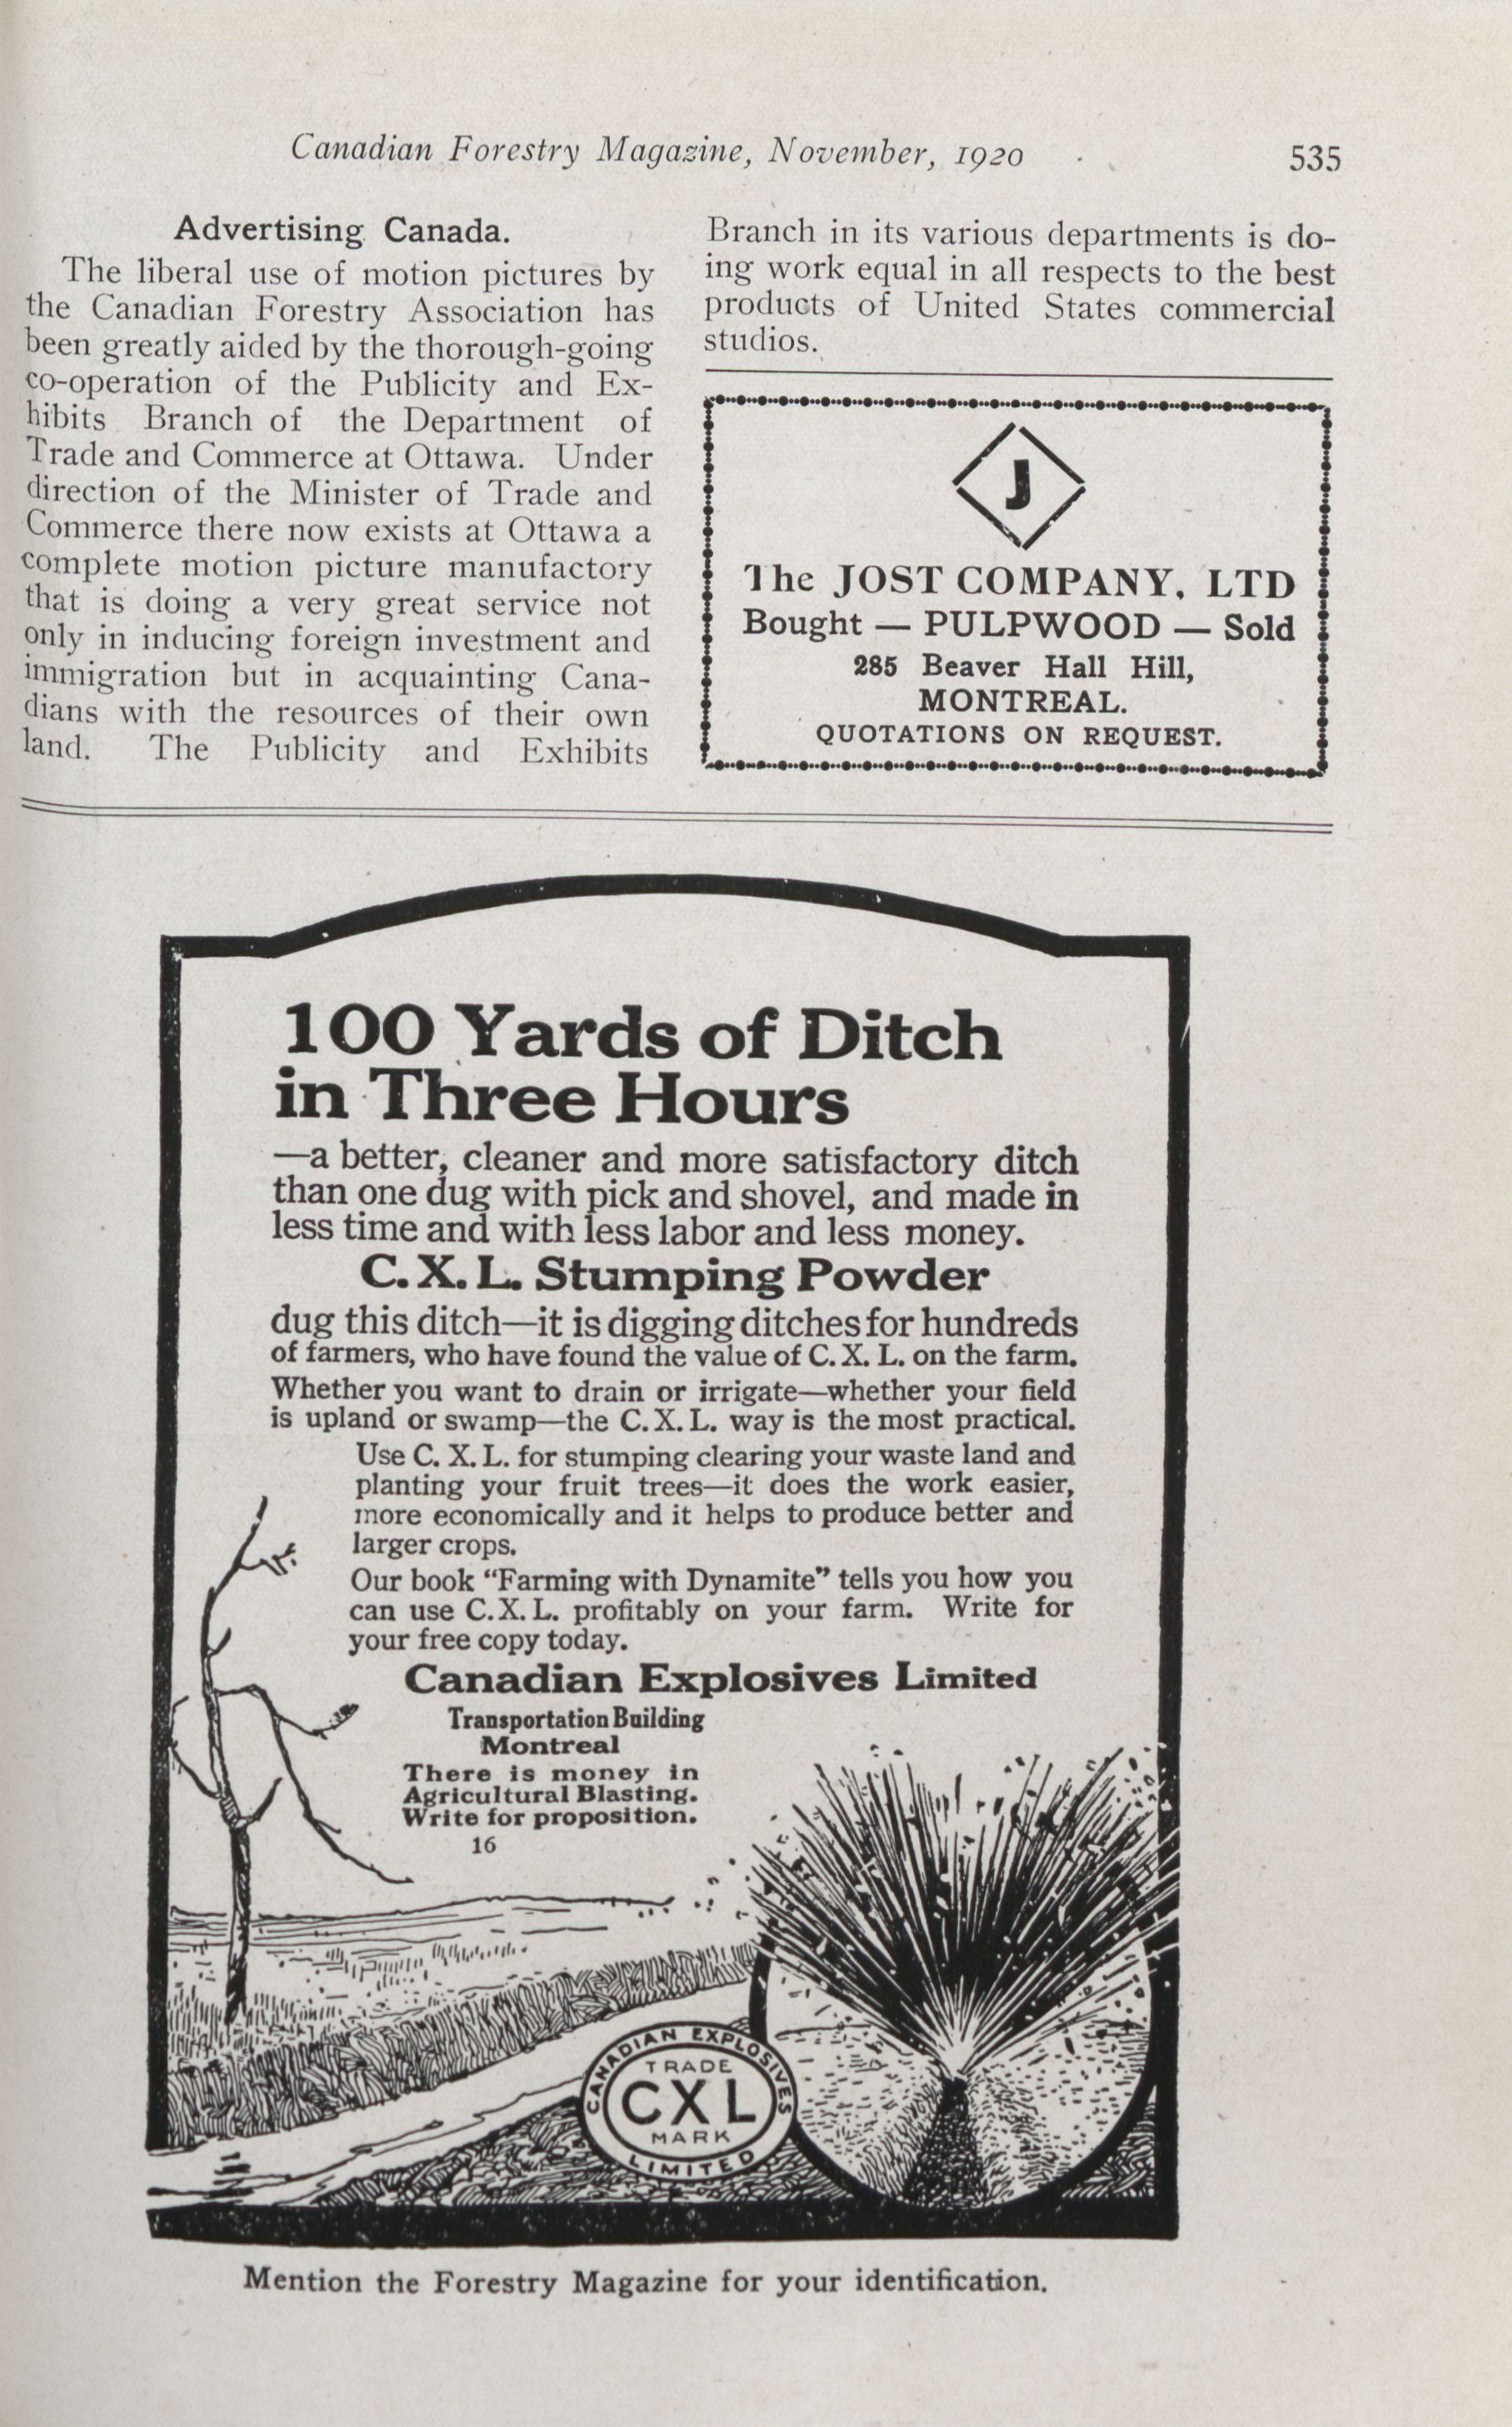 Canadian Forestry Magazine, November, 1920
535
Advertising Canada.
The liberal use of motion pictures by
the Canadian Forestry Association has
been greatly aided by the thorough-going
co-operation of the Publicity and Ex-
hibits Branch of the Department of
Trade and Commerce at Ottawa. Under
direction of the Minister of Trade and
Commerce there now exists at Ottawa a
complete motion picture manufactory
that is doing a very great service not
only in inducing foreign investment and
immigration but in acquainting Cana-
dians with the resources of their own
land. The Publicity and Exhibits
Branch in its various departments is do-
ing work equal in all respects to the best
products of United States commercial
studios.
J
The JOST COMPANY, LTD
Bought — PULPWOOD — Sold
285 Beaver Hall Hill,
MONTREAL.
QUOTATIONS ON REQUEST.
100 Yards of Ditch
in Three Hours
—a better, cleaner and more satisfactory ditch
than one dug with pick and shovel, and made in
less time and with less labor and less money.
C. X. L. Stumping Powder
dug this ditch—it is digging ditches for hundreds
of farmers, who have found the value of C. X. L. on the farm.
Whether you want to drain or irrigate—whether your field
is upland or swamp—the C. X. L. way is the most practical.
Use C. X. L. for stumping clearing your waste land and
planting your fruit trees—it does the work easier,
more economically and it helps to produce better and
larger crops.
Our book “Farming with Dynamite” tells you how you
can use C. X. L. profitably on your farm. Write for
your free copy today.
Canadian Explosives Limited
Transportation Building
Montreal
There is money in
Agricultural Blasting.
Write for proposition.
16
CANADIAN EXPLOSIVES
TRADE
CXL
MARK
LIMITED
Mention the Forestry Magazine for your identification.